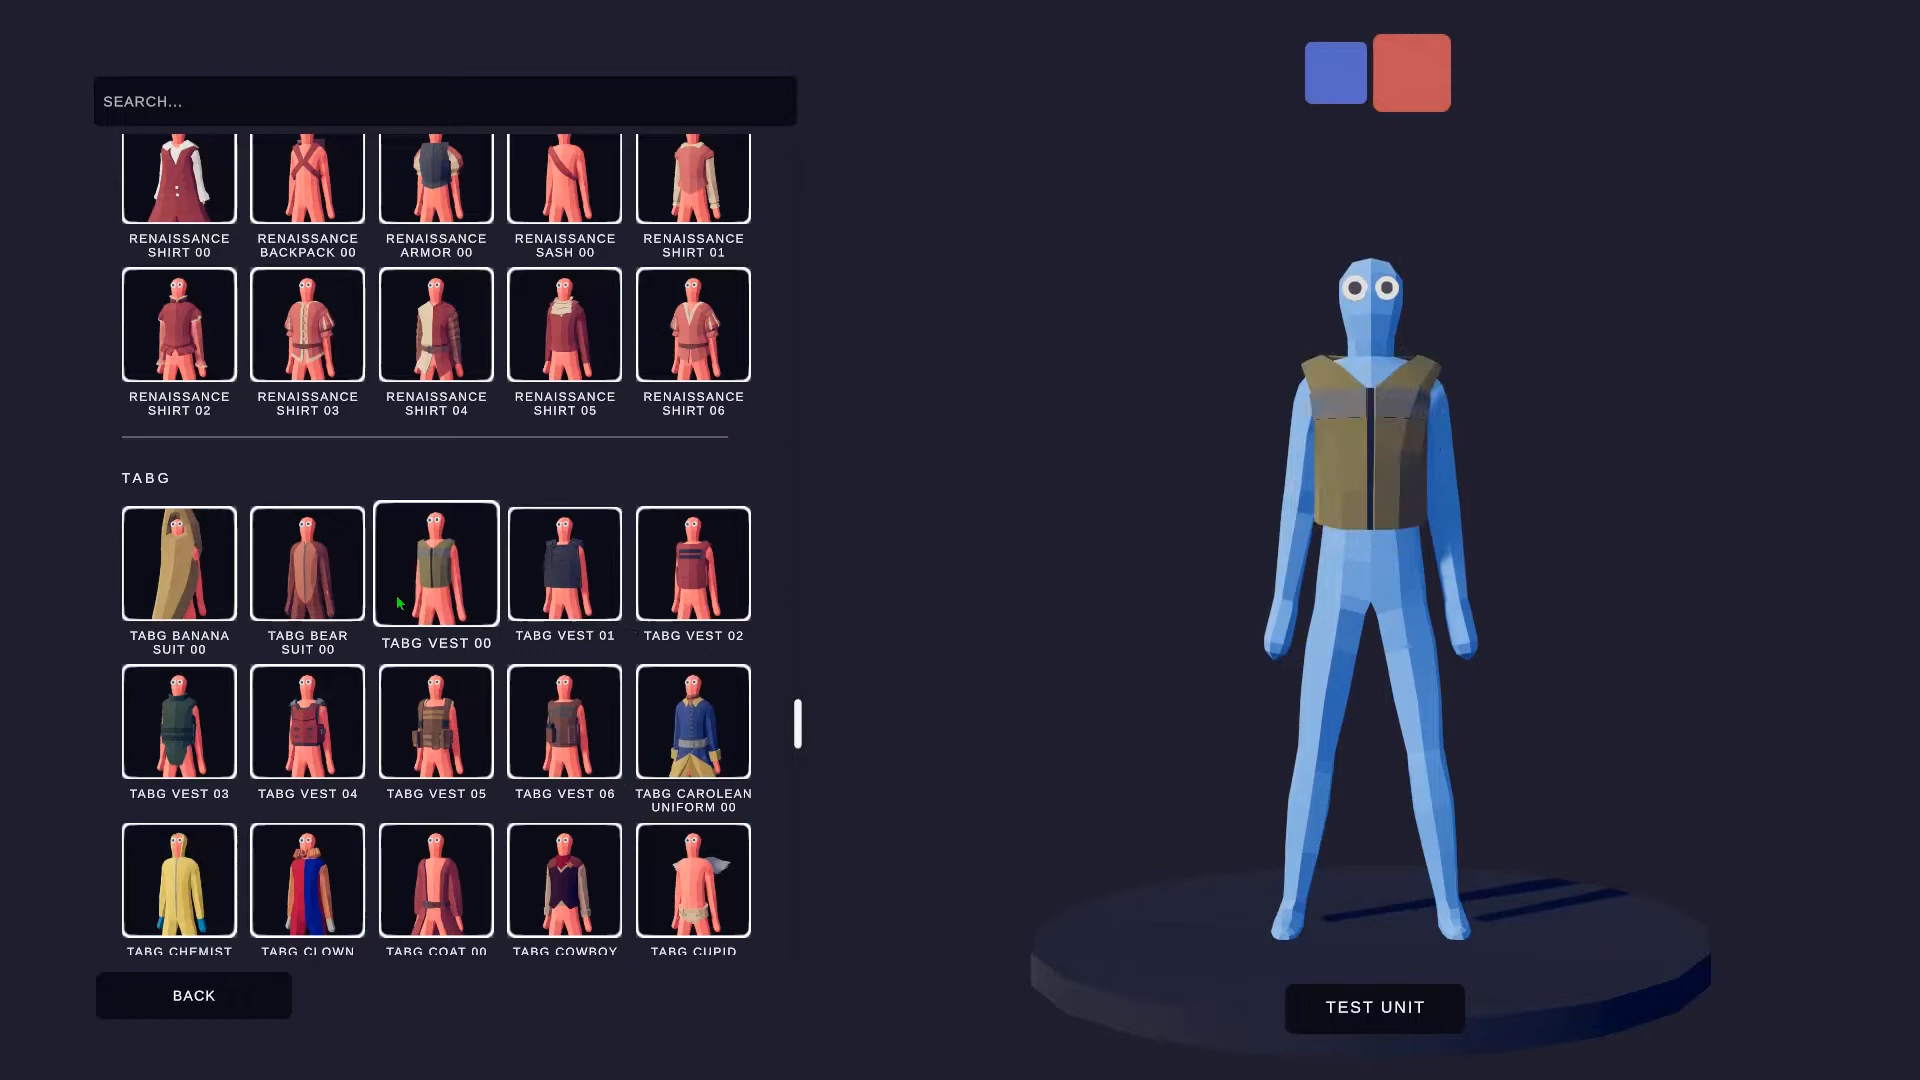 SEARCH...
RENAISSANCE SHIRT 00
RENAISSANCE BACKPACK 00
RENAISSANCE ARMOR 00
RENAISSANCE SASH 00
RENAISSANCE SHIRT 01
RENAISSANCE SHIRT 02
RENAISSANCE SHIRT 03
RENAISSANCE SHIRT 04
RENAISSANCE SHIRT 05
RENAISSANCE SHIRT 06
TABG
TABG BANANA SUIT 00
TABG BEAR SUIT 00
TABG VEST 00
TABG VEST 01
TABG VEST 02
TABG VEST 03
TABG VEST 04
TABG VEST 05
TABG VEST 06
TABG CAROLEAN UNIFORM 00
TABG CHEMIST
TABG CLOWN
TABG COAT 00
TABG COWBOY
TABG CUPID
BACK
TEST UNIT